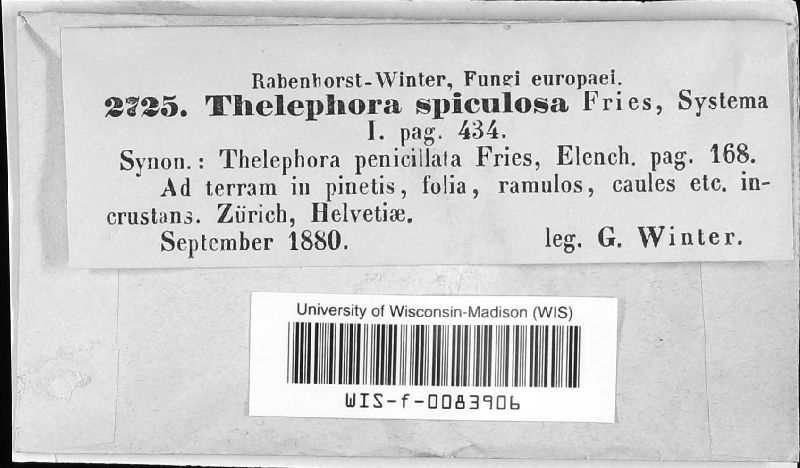 Rabenhorst-Winter, Fungi europaei.
2725. Thelephora spiculosa Fries, Systema
I. pag. 434.
Synon.: Thelephora penicillata Fries, Elench. pag. 168.
Ad terram in pinetis, folia, ramulos, caules etc. in-
crustans. Zürich, Helvetiæ.
September 1880. leg. G. Winter.
University of Wisconsin-Madison (WIS)
WIS-f-0083906